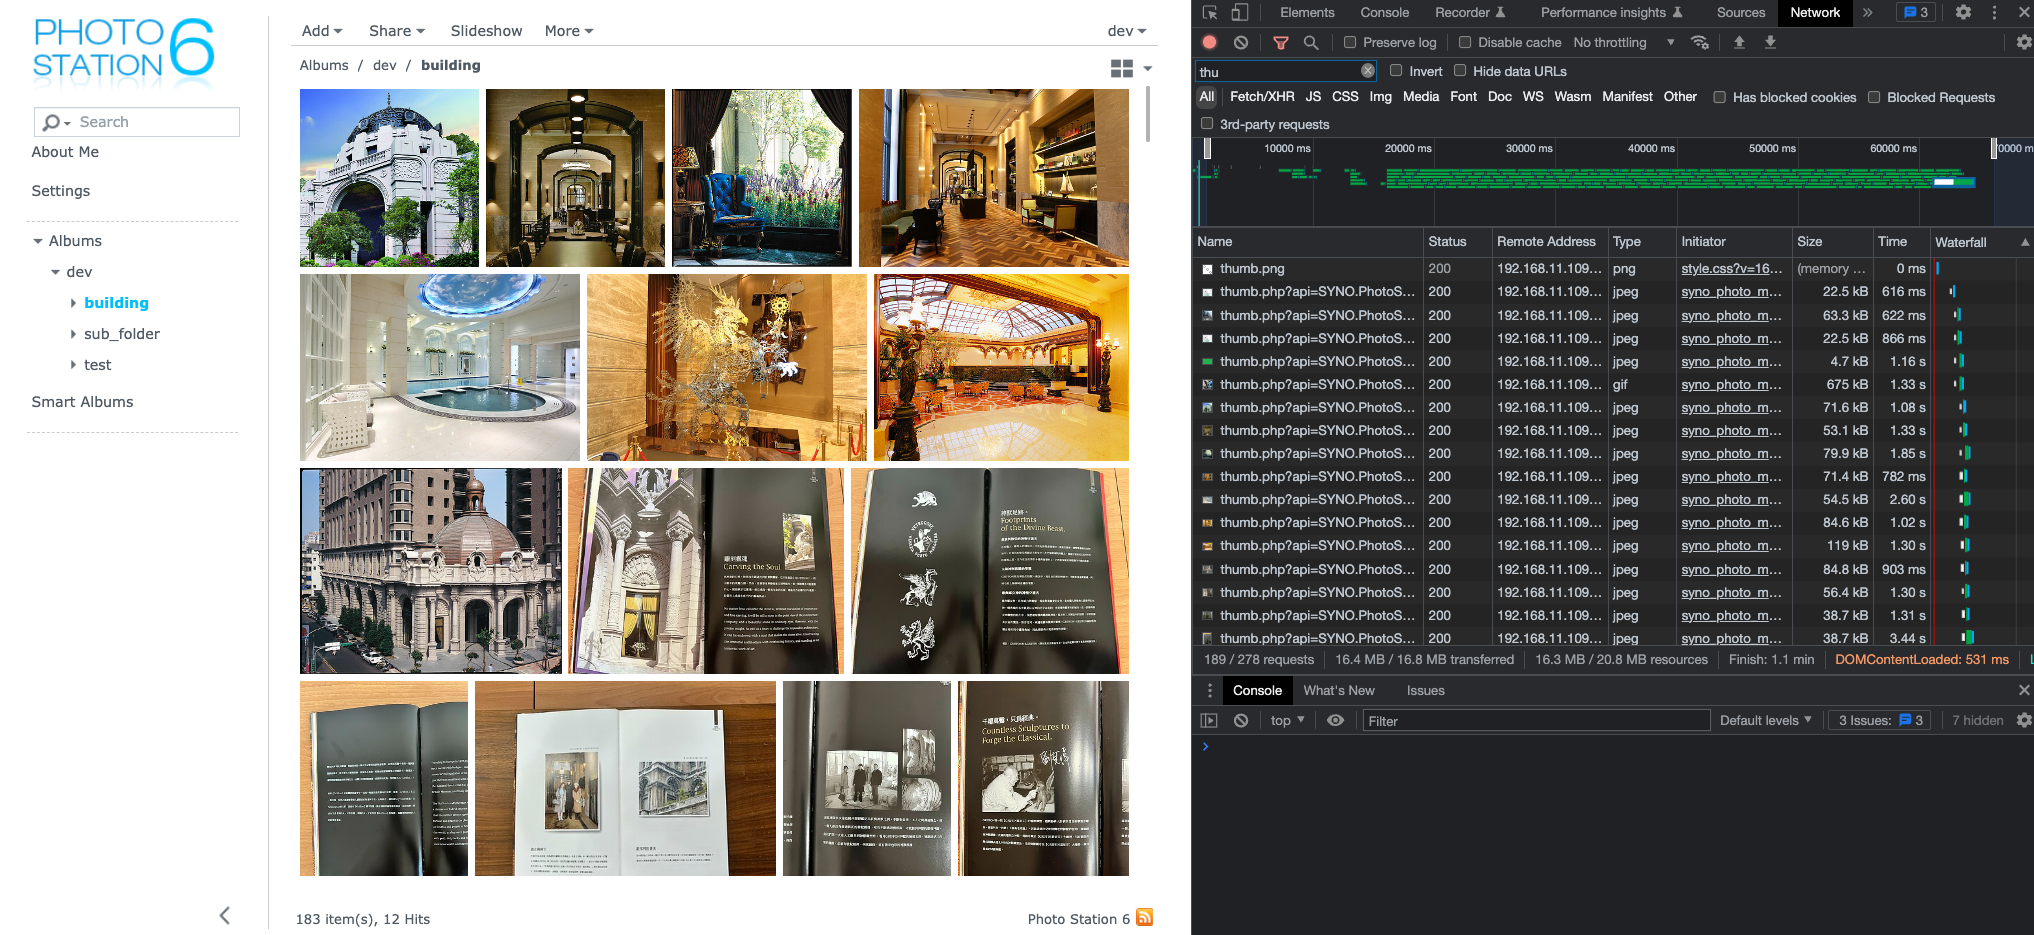 PHOTO
STATION 6
Search
About Me
Settings
Albums
dev
building
sub_folder
test
Smart Albums
Add
Share
Slideshow
More
dev
Albums / dev / building
Carving the Soul
Footprints
of the Divine Beast.
Countless Sculptures to
Forge the Classical.
183 item(s), 12 Hits
Photo Station 6
Elements
Console
Recorder
Performance insights
Sources
Network
3
Preserve log
Disable cache
No throttling
thu
Invert
Hide data URLs
All
Fetch/XHR JS CSS Img Media Font Doc WS Wasm Manifest Other
Has blocked cookies
Blocked Requests
3rd-party requests
10000 ms
20000 ms
30000 ms
40000 ms
50000 ms
60000 ms
Name Status Remote Address Type Initiator Size Time Waterfall
thumb.png 200 192.168.11.109... png style.css?v=16... (memory ... 0 ms
thumb.php?api=SYNO.PhotoS... 200 192.168.11.109... jpeg syno_photo_m... 22.5 kB 616 ms
thumb.php?api=SYNO.PhotoS... 200 192.168.11.109... jpeg syno_photo_m... 63.3 kB 622 ms
thumb.php?api=SYNO.PhotoS... 200 192.168.11.109... jpeg syno_photo_m... 22.5 kB 866 ms
thumb.php?api=SYNO.PhotoS... 200 192.168.11.109... jpeg syno_photo_m... 4.7 kB 1.16 s
thumb.php?api=SYNO.PhotoS... 200 192.168.11.109... gif syno_photo_m... 675 kB 1.33 s
thumb.php?api=SYNO.PhotoS... 200 192.168.11.109... jpeg syno_photo_m... 71.6 kB 1.08 s
thumb.php?api=SYNO.PhotoS... 200 192.168.11.109... jpeg syno_photo_m... 53.1 kB 1.33 s
thumb.php?api=SYNO.PhotoS... 200 192.168.11.109... jpeg syno_photo_m... 79.9 kB 1.85 s
thumb.php?api=SYNO.PhotoS... 200 192.168.11.109... jpeg syno_photo_m... 71.4 kB 782 ms
thumb.php?api=SYNO.PhotoS... 200 192.168.11.109... jpeg syno_photo_m... 54.5 kB 2.60 s
thumb.php?api=SYNO.PhotoS... 200 192.168.11.109... jpeg syno_photo_m... 84.6 kB 1.02 s
thumb.php?api=SYNO.PhotoS... 200 192.168.11.109... jpeg syno_photo_m... 119 kB 1.30 s
thumb.php?api=SYNO.PhotoS... 200 192.168.11.109... jpeg syno_photo_m... 84.8 kB 903 ms
thumb.php?api=SYNO.PhotoS... 200 192.168.11.109... jpeg syno_photo_m... 56.4 kB 1.30 s
thumb.php?api=SYNO.PhotoS... 200 192.168.11.109... jpeg syno_photo_m... 38.7 kB 1.31 s
thumb.php?api=SYNO.PhotoS... 200 192.168.11.109... jpeg syno_photo_m... 38.7 kB 3.44 s
189 / 278 requests
16.4 MB / 16.8 MB transferred
16.3 MB / 20.8 MB resources
Finish: 1.1 min
DOMContentLoaded: 531 ms
Console
What's New
Issues
top
Filter
Default levels
3 Issues: 3
7 hidden